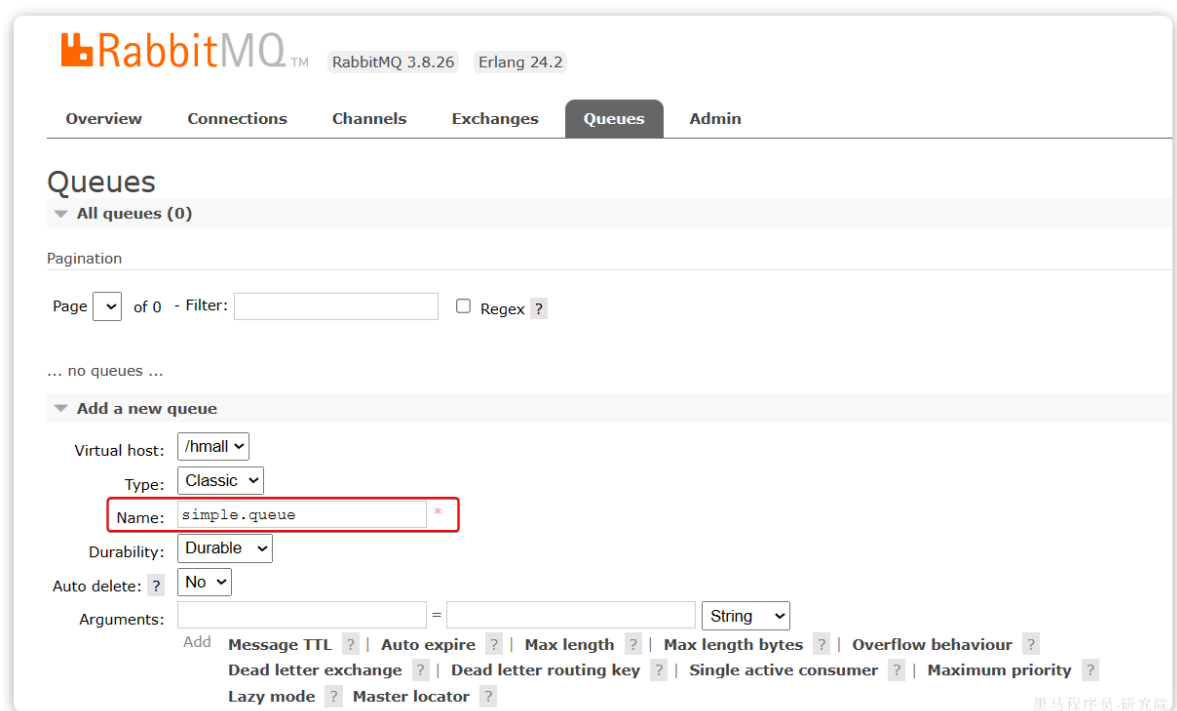 RabbitMQ TM RabbitMQ 3.8.26 Erlang 24.2
Overview Connections Channels Exchanges Queues Admin
Queues
All queues (0)
Pagination
Page of 0 - Filter: Regex ?
... no queues ...
Add a new queue
Virtual host: /hmall
Type: Classic
Name: simple.queue *
Durability: Durable
Auto delete: ? No
Arguments: = String
Add Message TTL ? | Auto expire ? | Max length ? | Max length bytes ? | Overflow behaviour ?
Dead letter exchange ? | Dead letter routing key ? | Single active consumer ? | Maximum priority ?
Lazy mode ? Master locator ?
黑马程序员-研究院